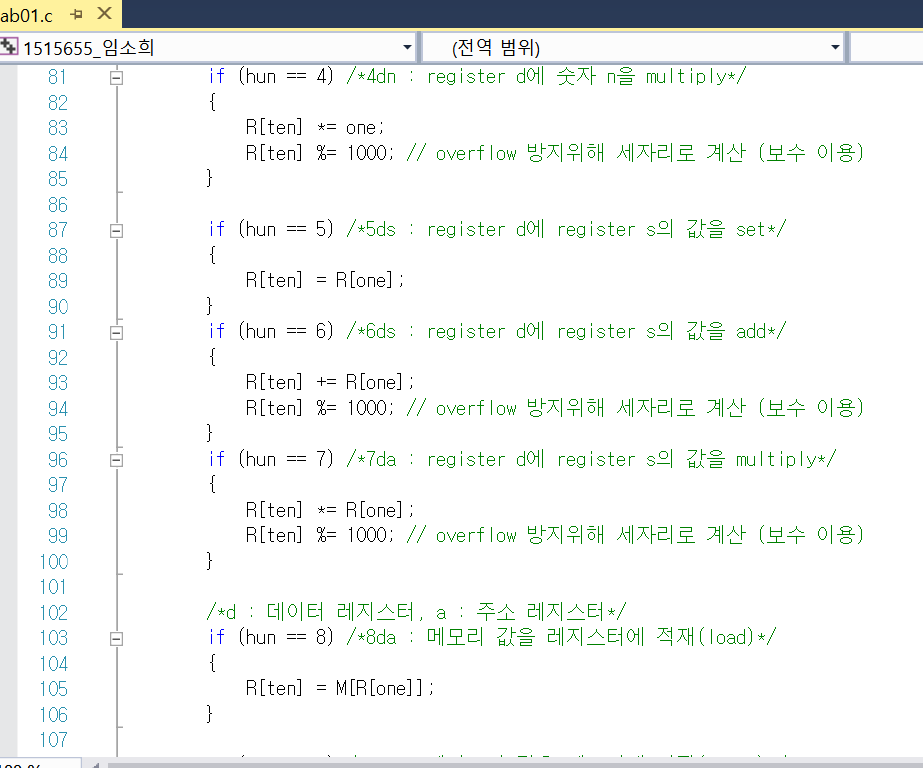 ab01.c
1515655_임소희 (전역 범위)
81 if (hun == 4) /*4dn : register d에 숫자 n을 multiply*/
82 {
83 R[ten] *= one;
84 R[ten] %= 1000; // overflow 방지위해 세자리로 계산 (보수 이용)
85 }
86
87 if (hun == 5) /*5ds : register d에 register s의 값을 set*/
88 {
89 R[ten] = R[one];
90 }
91 if (hun == 6) /*6ds : register d에 register s의 값을 add*/
92 {
93 R[ten] += R[one];
94 R[ten] %= 1000; // overflow 방지위해 세자리로 계산 (보수 이용)
95 }
96 if (hun == 7) /*7da : register d에 register s의 값을 multiply*/
97 {
98 R[ten] *= R[one];
99 R[ten] %= 1000; // overflow 방지위해 세자리로 계산 (보수 이용)
100 }
101
102 /*d : 데이터 레지스터, a : 주소 레지스터*/
103 if (hun == 8) /*8da : 메모리 값을 레지스터에 적재(load)*/
104 {
105 R[ten] = M[R[one]];
106 }
107